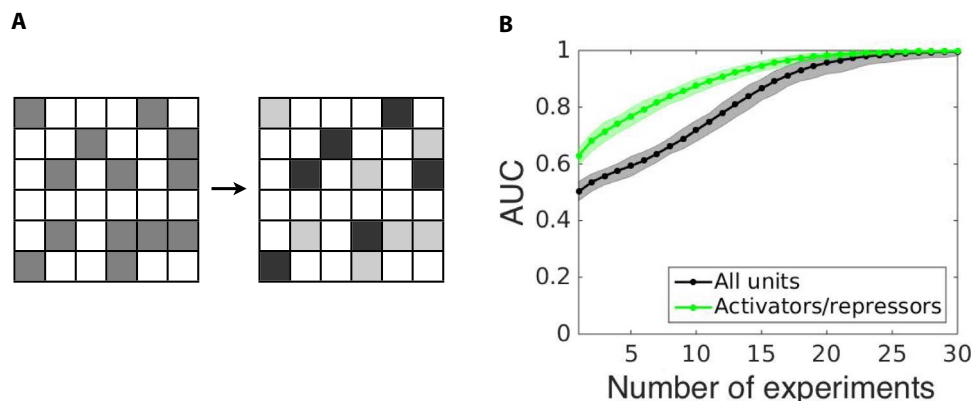 A
B
1
0.8
0.6
0.4
0.2
0
AUC
All units
Activators/repressors
5 10 15 20 25 30
Number of experiments